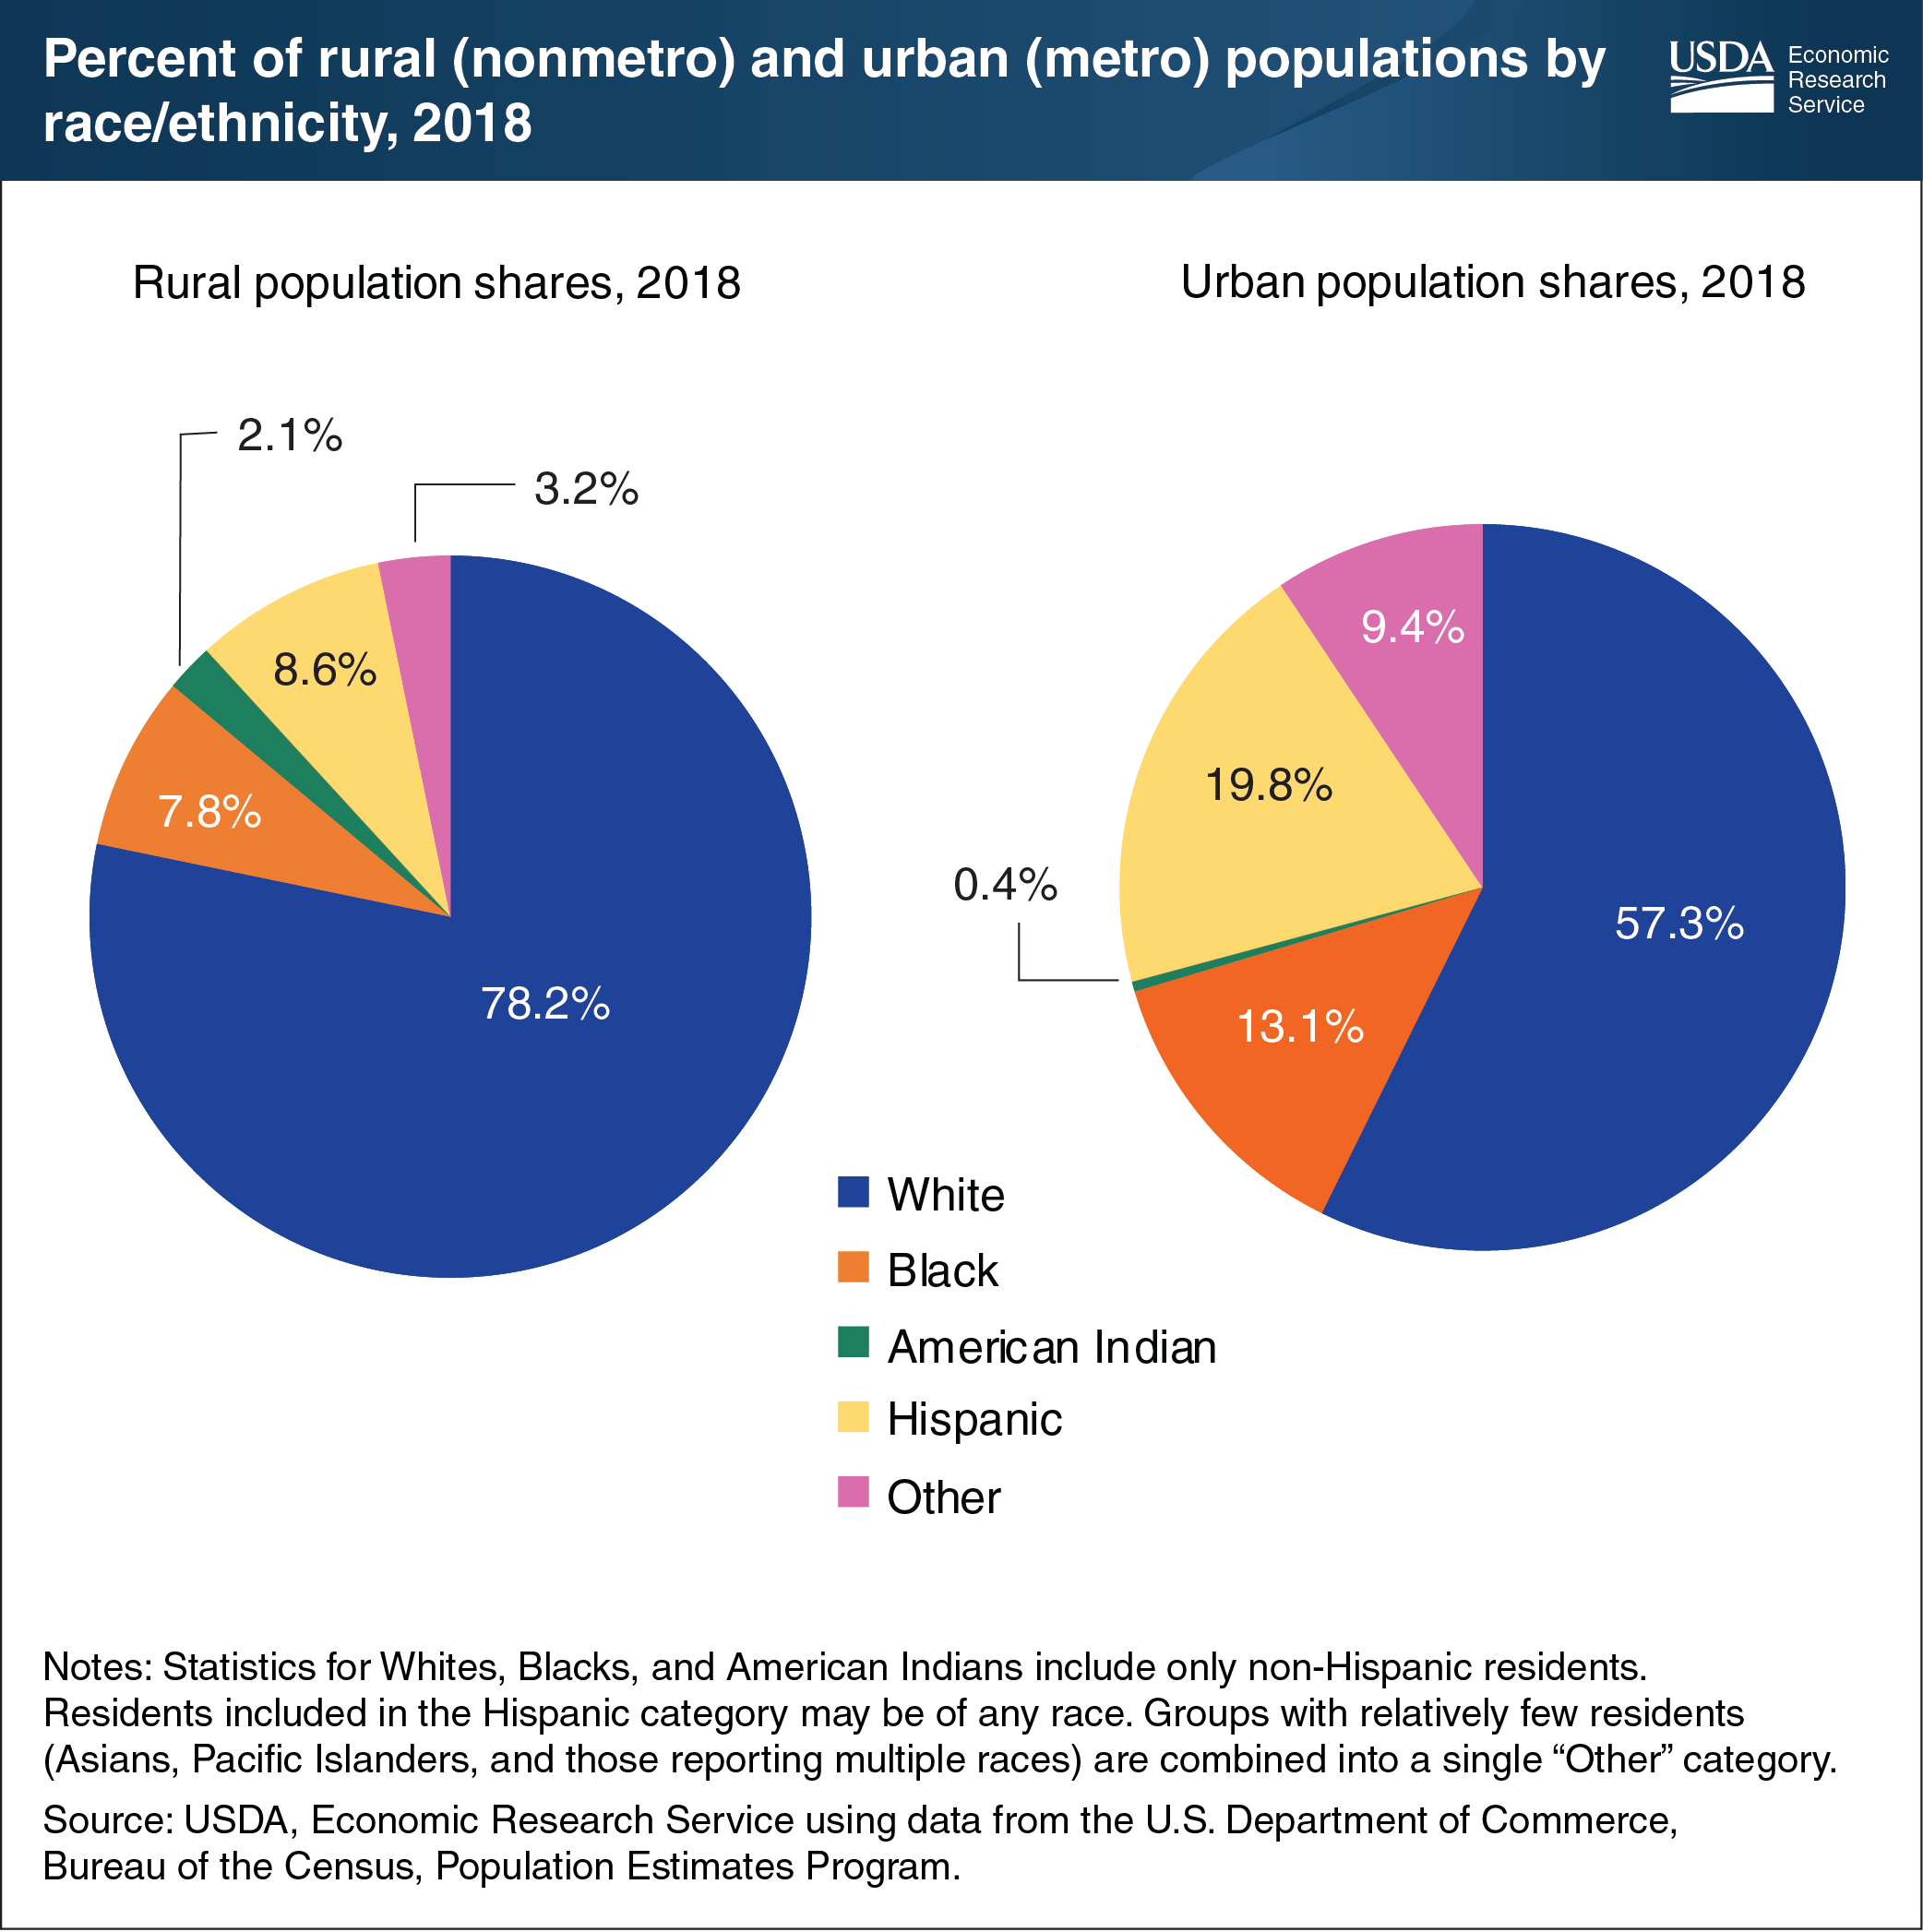 Percent of rural (nonmetro) and urban (metro) populations by
race/ethnicity, 2018
USDA
Economic
Research
Service
Rural population shares, 2018
Urban population shares, 2018
2.1%
3.2%
8.6%
7.8%
78.2%
9.4%
19.8%
0.4%
57.3%
13.1%
White
Black
American Indian
Hispanic
Other
Notes: Statistics for Whites, Blacks, and American Indians include only non-Hispanic residents.
Residents included in the Hispanic category may be of any race. Groups with relatively few residents
(Asians, Pacific Islanders, and those reporting multiple races) are combined into a single “Other” category.
Source: USDA, Economic Research Service using data from the U.S. Department of Commerce,
Bureau of the Census, Population Estimates Program.